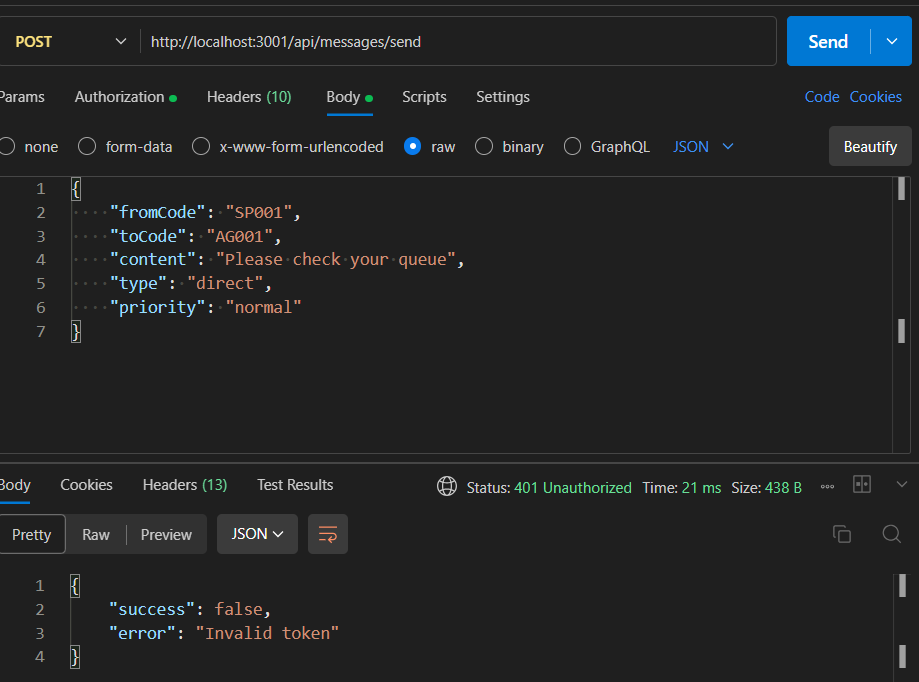 POST http://localhost:3001/api/messages/send Send
Params Authorization Headers (10) Body Scripts Settings Code Cookies
none form-data x-www-form-urlencoded raw binary GraphQL JSON Beautify
1 {
2 "fromCode": "SP001",
3 "toCode": "AG001",
4 "content": "Please check your queue",
5 "type": "direct",
6 "priority": "normal"
7 }
Body Cookies Headers (13) Test Results Status: 401 Unauthorized Time: 21 ms Size: 438 B
Pretty Raw Preview JSON
1 {
2 "success": false,
3 "error": "Invalid token"
4 }